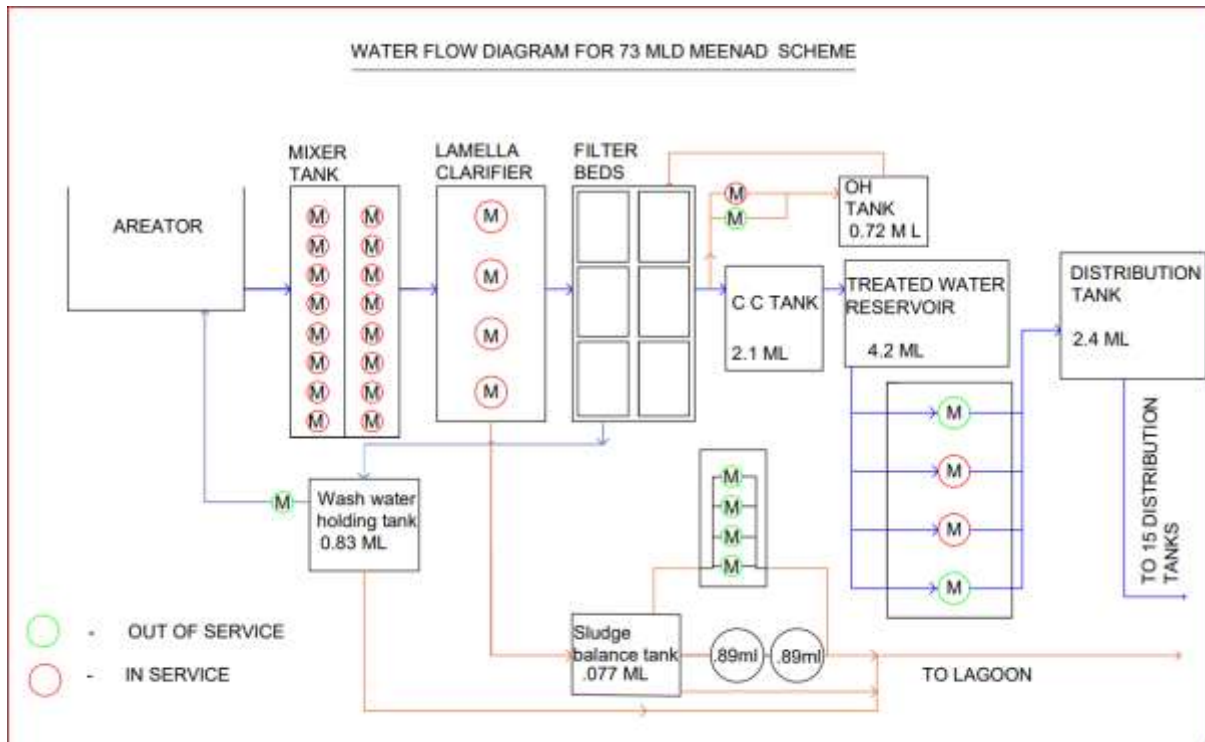 WATER FLOW DIAGRAM FOR 73 MLD MEENAD SCHEME
MIXER
TANK
LAMELLA
CLARIFIER
FILTER
BEDS
AREATOR
M M
M M
M M
M M
M M
M M
M M
M M
M
M
M
M
M
M
OH
TANK
0.72 M L
C C TANK
2.1 ML
TREATED WATER
RESERVOIR
4.2 ML
DISTRIBUTION
TANK
2.4 ML
M
M
M
M
TO 15 DISTRIBUTION
TANKS
M
Wash water
holding tank
0.83 ML
M
M
M
M
Sludge
balance tank
.077 ML
.89ml
.89ml
TO LAGOON
- OUT OF SERVICE
- IN SERVICE